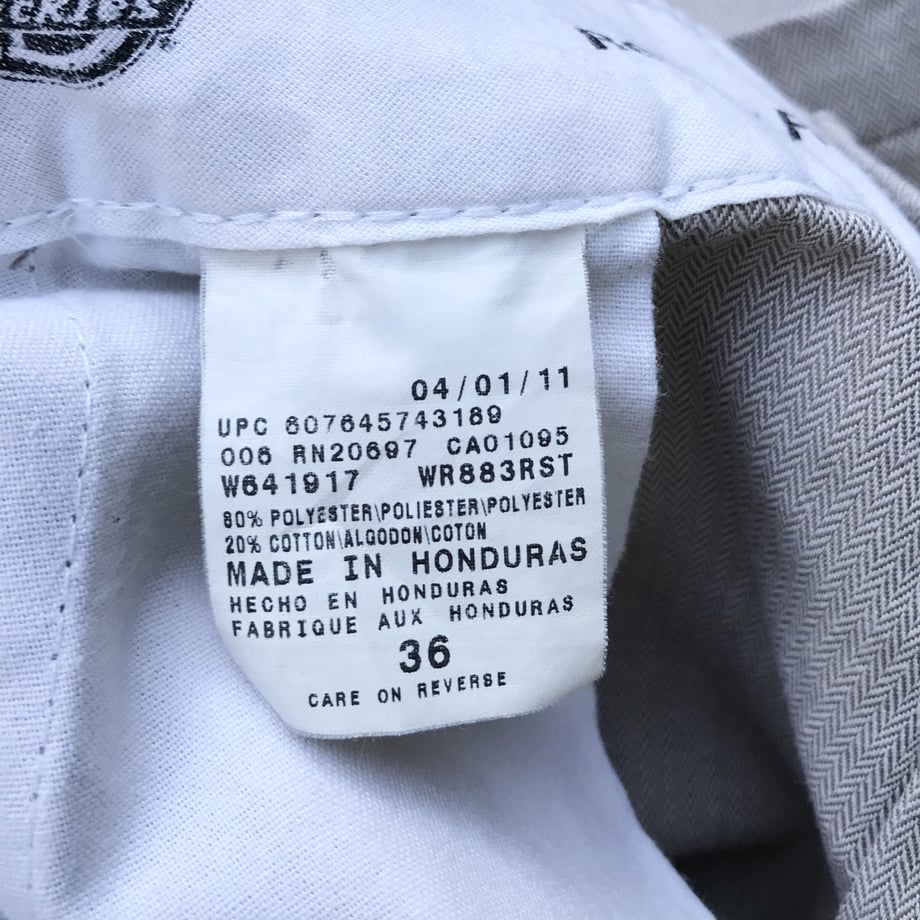 04/01/11
UPC 607645743189
006 RN20697 CA01095
W641917 WR883RST
80% POLYESTER\POLIESTER\POLYESTER
20% COTTON\ALGODON\COTON
MADE IN HONDURAS
HECHO EN HONDURAS
FABRIQUE AUX HONDURAS
36
CARE ON REVERSE